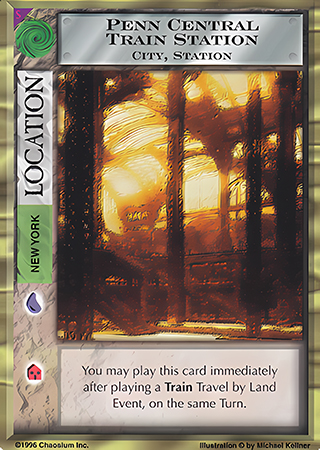 PENN CENTRAL
TRAIN STATION
CITY, STATION
LOCATION
NEW YORK
You may play this card immediately
after playing a Train Travel by Land
Event, on the same Turn.
©1996 Chaosium Inc.
Illustration © by Michael Kellner